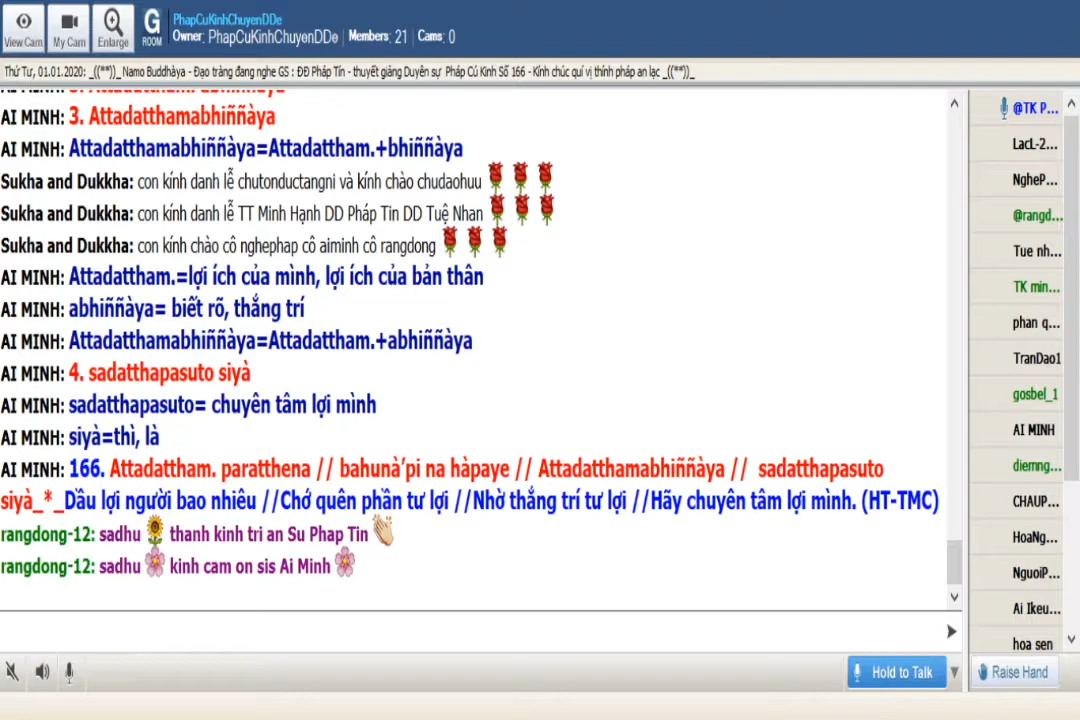 PhapCuKinhChuyenDDe
View Cam My Cam Enlarge G ROOM Owner: PhapCuKinhChuyenDDe | Members: 21 | Cams: 0
Thứ Tư, 01.01.2020: _((**))_ Namo Buddhàya - Đạo tràng đang nghe GS : ĐĐ Pháp Tín - thuyết giảng Duyên sự Pháp Cú Kinh Số 166 - Kính chúc quí vị thính pháp an lạc _((**))_
AI MINH: 3. Attadatthamabhiññàya
AI MINH: Attadatthamabhiññàya=Attadattham.+bhiññàya
Sukha and Dukkha: con kính danh lễ chutonductangni và kính chào chudaohuu
Sukha and Dukkha: con kính danh lễ TT Minh Hạnh DD Pháp Tin DD Tuệ Nhan
Sukha and Dukkha: con kính chào cô nghephap cô aiminh cô rangdong
AI MINH: Attadattham.=lợi ích của mình, lợi ích của bản thân
AI MINH: abhiññàya= biết rõ, thắng trí
AI MINH: Attadatthamabhiññàya=Attadattham.+abhiññàya
AI MINH: 4. sadatthapasuto siyà
AI MINH: sadatthapasuto= chuyên tâm lợi mình
AI MINH: siyà=thì, là
AI MINH: 166. Attadattham. paratthena // bahunà'pi na hàpaye // Attadatthamabhiññàya // sadatthapasuto
siyà_*_Dầu lợi người bao nhiêu //Chớ quên phần tư lợi //Nhờ thắng trí tư lợi //Hãy chuyên tâm lợi mình. (HT-TMC)
rangdong-12: sadhu thanh kinh tri an Su Phap Tin
rangdong-12: sadhu kinh cam on sis Ai Minh
@TK P...
LacL-2...
NgheP...
@rangd...
Tue nh...
TK min...
phan q...
TranDao1
gosbel_1
AI MINH
diemng...
CHAUP...
HoaNg...
NguoiP...
Ai Ikeu...
hoa sen
Hold to Talk
Raise Hand